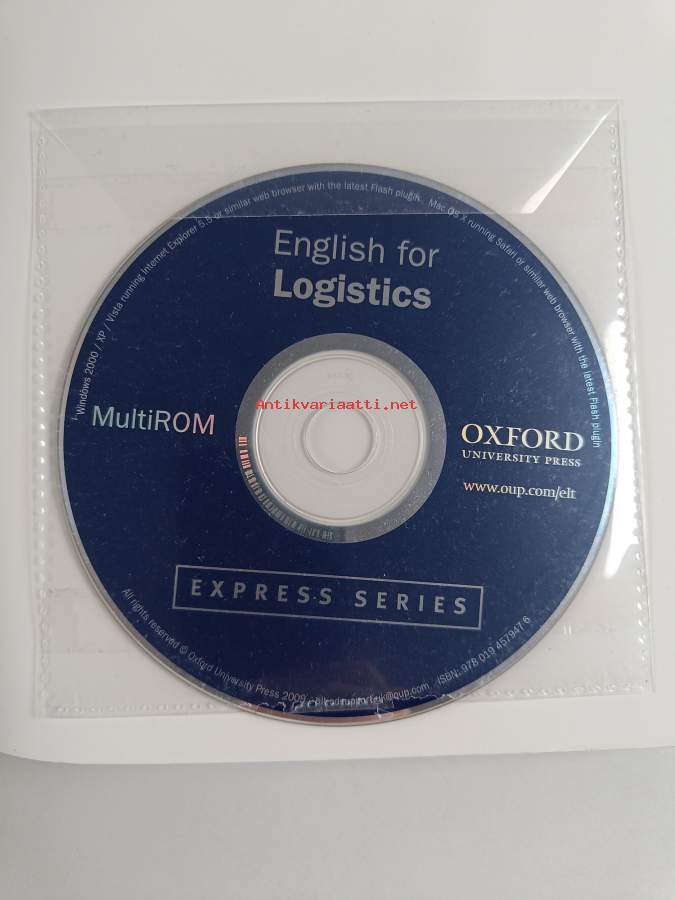 Windows 2000 / XP / Vista running Internet Explorer 5.5 or similar web browser with the latest Flash plugin. Mac OS X running Safari or similar web browser with the latest Flash plugin
English for
Logistics
Antikvariaatti.net
MultiROM
OXFORD
UNIVERSITY PRESS
www.oup.com/elt
EXPRESS SERIES
All rights reserved © Oxford University Press 2009
ISBN: 978 019 457947 6